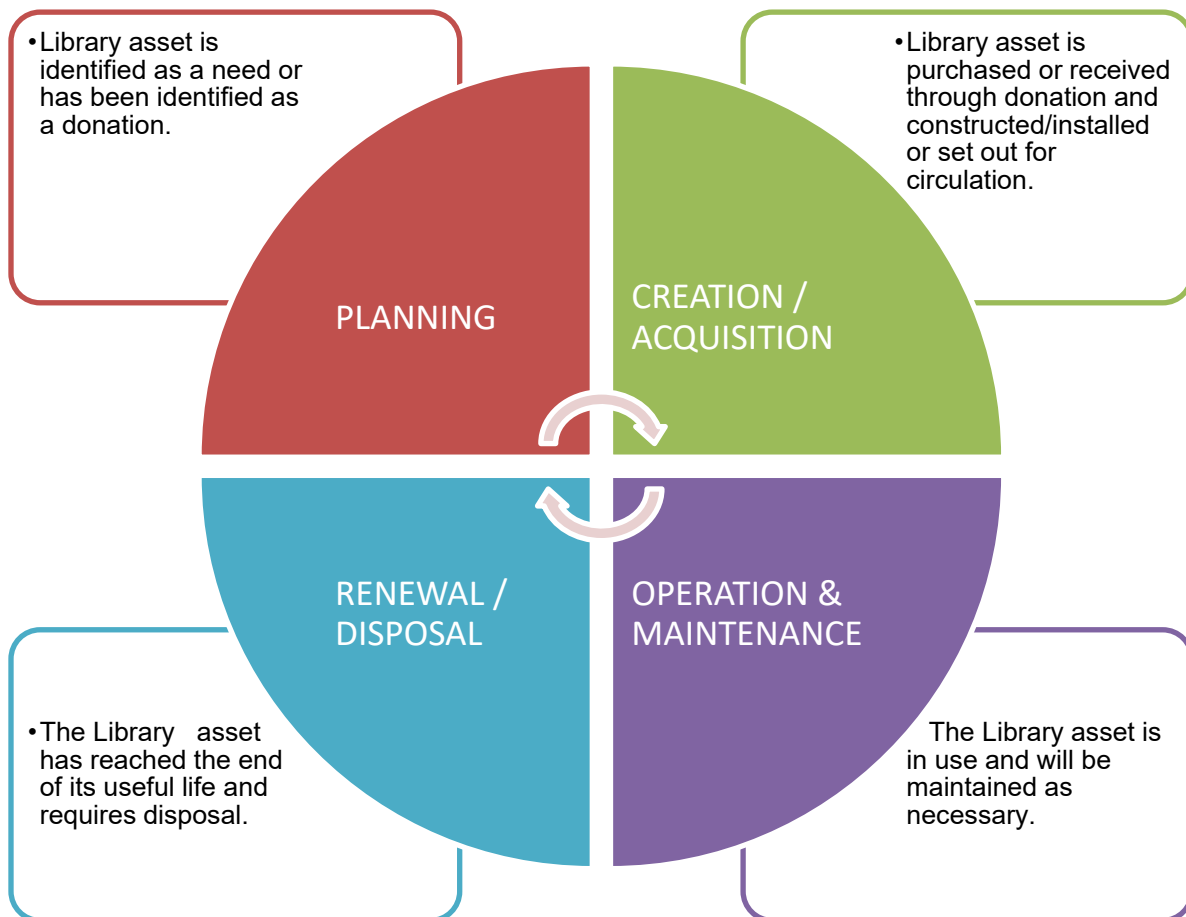 •Library asset is
identified as a need or
has been identified as
a donation.
•Library asset is
purchased or received
through donation and
constructed/installed
or set out for
circulation.
PLANNING
CREATION /
ACQUISITION
RENEWAL /
DISPOSAL
OPERATION &
MAINTENANCE
•The Library asset
has reached the end
of its useful life and
requires disposal.
The Library asset is
in use and will be
maintained as
necessary.